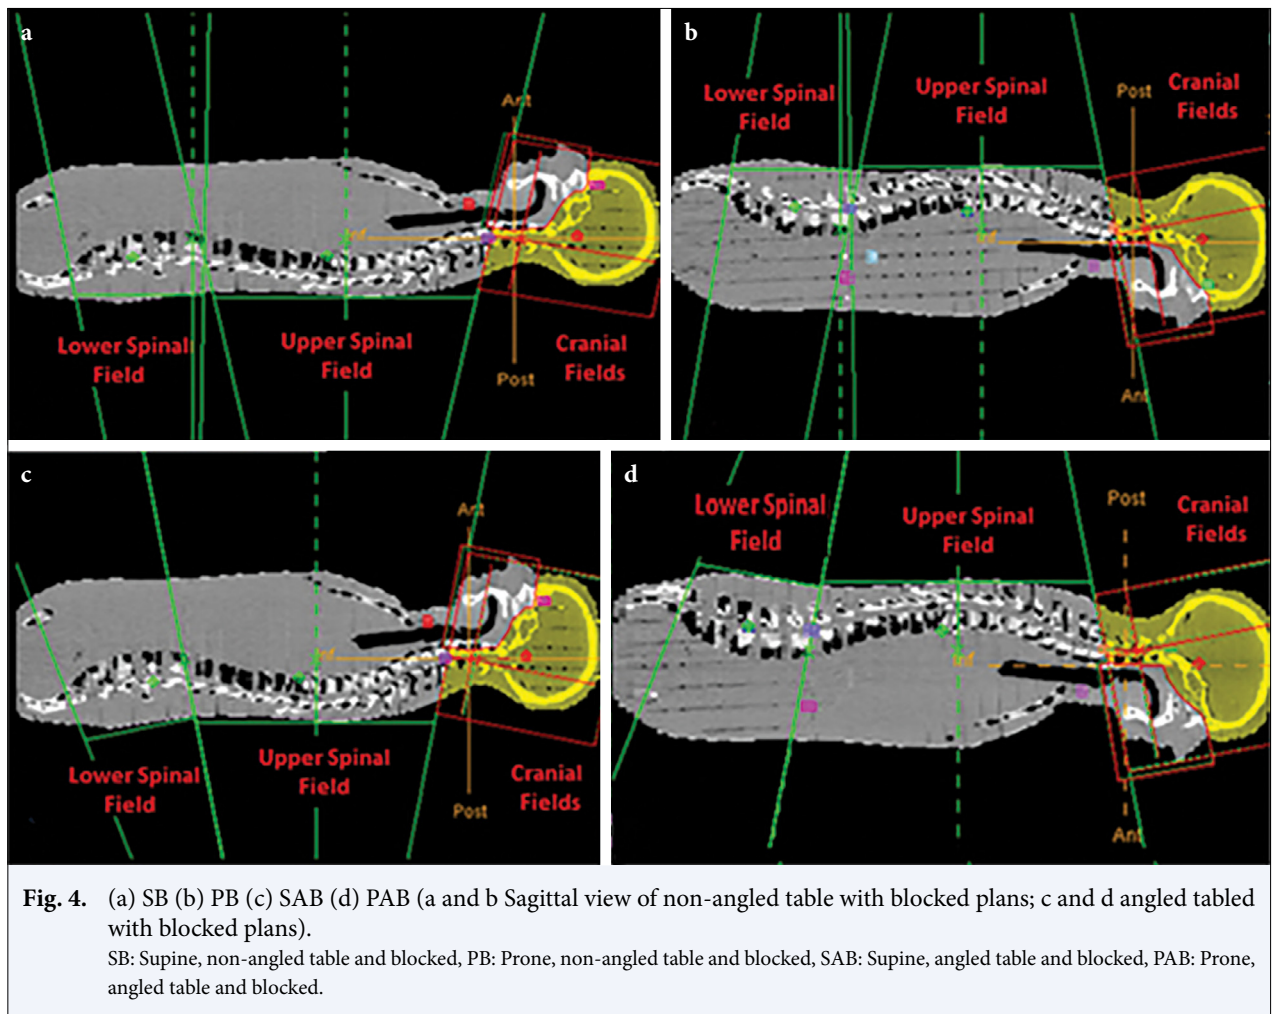 a
Ant
Inf
Lower Spinal
Field
Upper Spinal
Field
Post
Cranial
Fields
b
Lower Spinal
Field
Upper Spinal
Field
Post
Cranial
Fields
Inf
Ant
c
Ant
Inf
Lower Spinal
Field
Upper Spinal
Field
Post
Cranial
Fields
d
Lower Spinal
Field
Upper Spinal
Field
Post
Cranial
Fields
Inf
Ant
Fig. 4. (a) SB (b) PB (c) SAB (d) PAB (a and b Sagittal view of non-angled table with blocked plans; c and d angled tabled
with blocked plans).
SB: Supine, non-angled table and blocked, PB: Prone, non-angled table and blocked, SAB: Supine, angled table and blocked, PAB: Prone,
angled table and blocked.